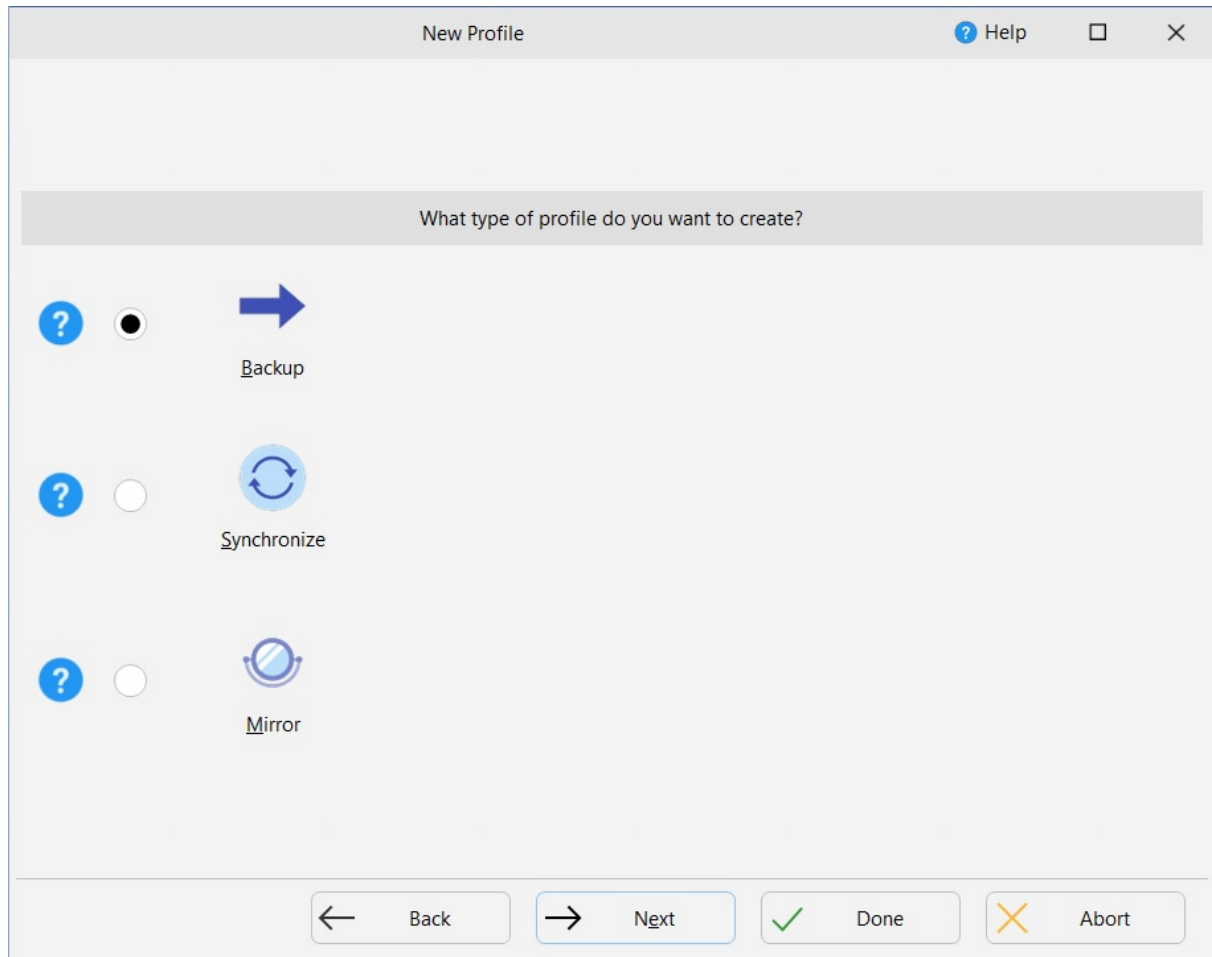 New Profile
Help
What type of profile do you want to create?
?
Backup
?
Synchronize
?
Mirror
Back
Next
Done
Abort